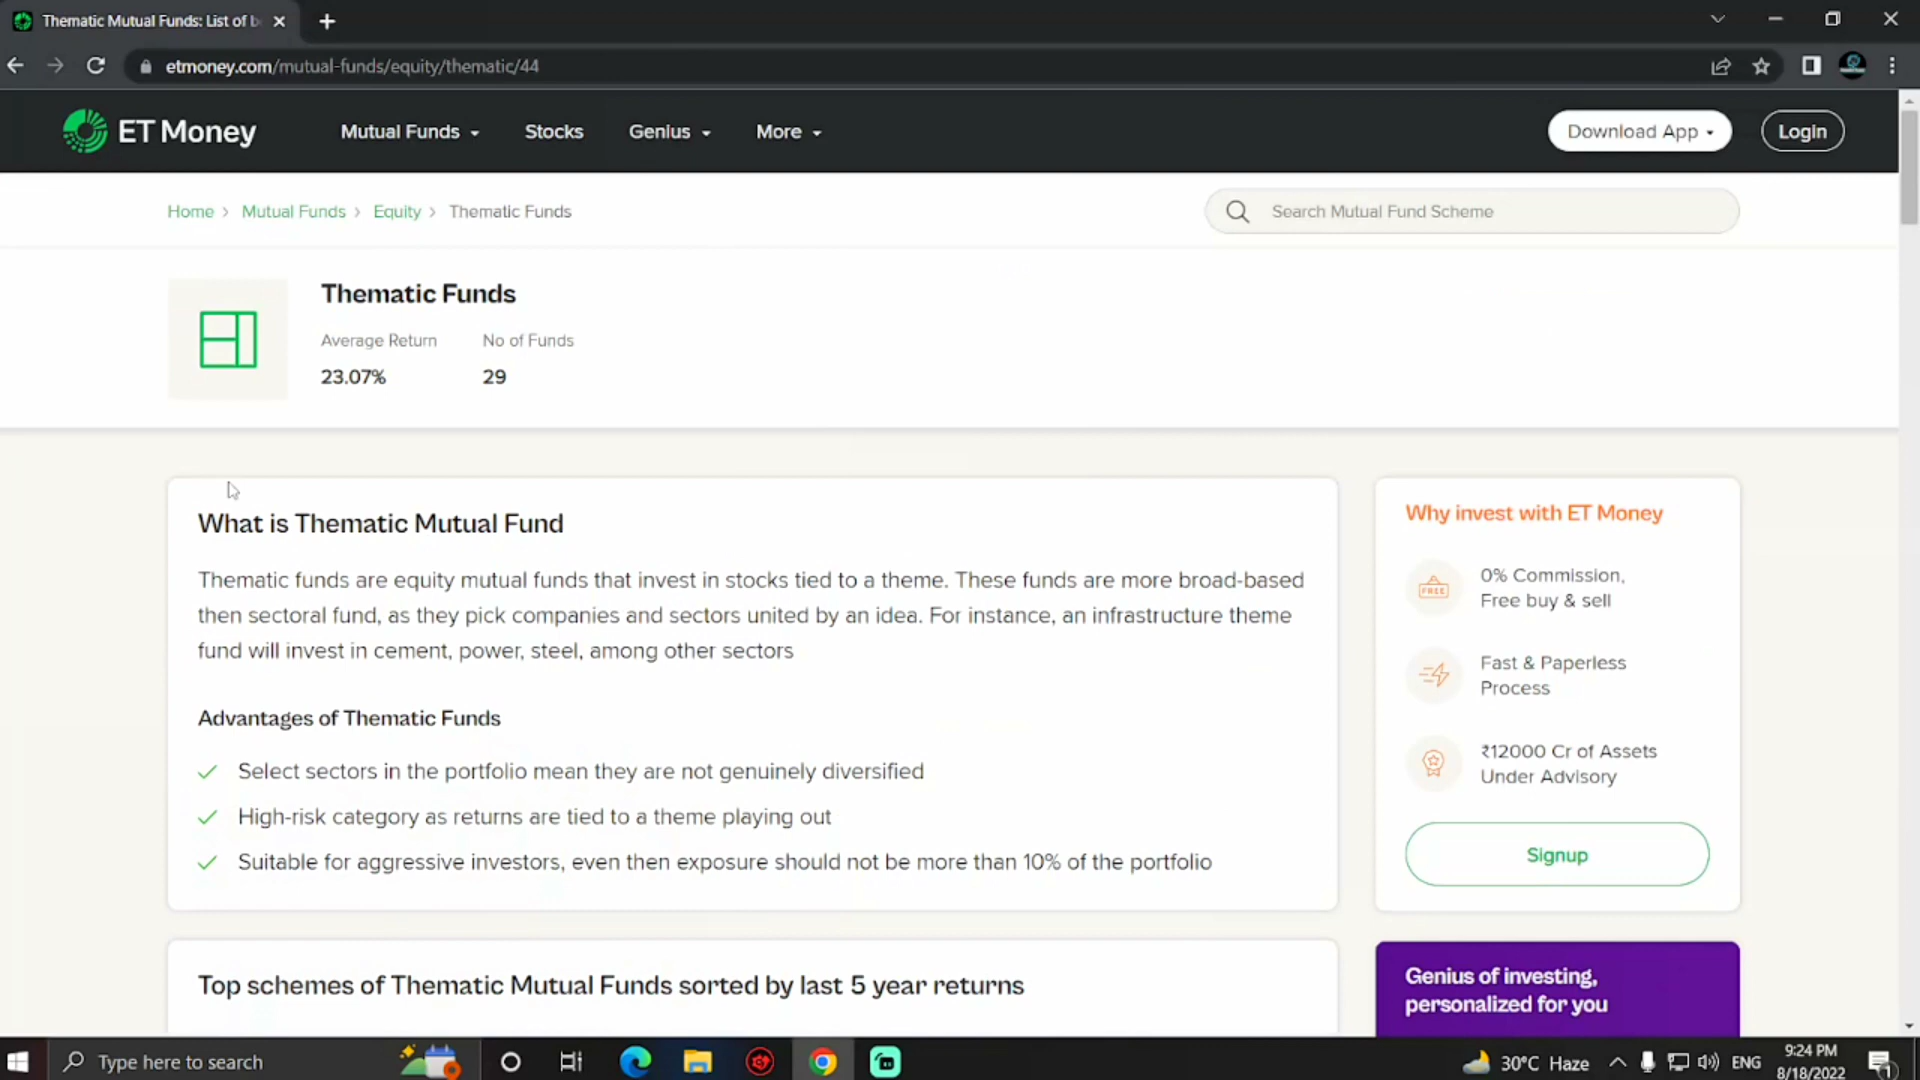 Thematic Mutual Funds: List of b
etmoney.com/mutual-funds/equity/thematic/44
ET Money
Mutual Funds
Stocks
Genius
More
Download App
Login
Home > Mutual Funds > Equity > Thematic Funds
Search Mutual Fund Scheme
Thematic Funds
Average Return
No of Funds
23.07%
29
What is Thematic Mutual Fund
Thematic funds are equity mutual funds that invest in stocks tied to a theme. These funds are more broad-based
then sectoral fund, as they pick companies and sectors united by an idea. For instance, an infrastructure theme
fund will invest in cement, power, steel, among other sectors
Advantages of Thematic Funds
Select sectors in the portfolio mean they are not genuinely diversified
High-risk category as returns are tied to a theme playing out
Suitable for aggressive investors, even then exposure should not be more than 10% of the portfolio
Why invest with ET Money
FREE
0% Commission,
Free buy & sell
Fast & Paperless
Process
₹12000 Cr of Assets
Under Advisory
Signup
Top schemes of Thematic Mutual Funds sorted by last 5 year returns
Genius of investing,
personalized for you
Type here to search
30°C Haze
ENG
9:24 PM
8/18/2022
1